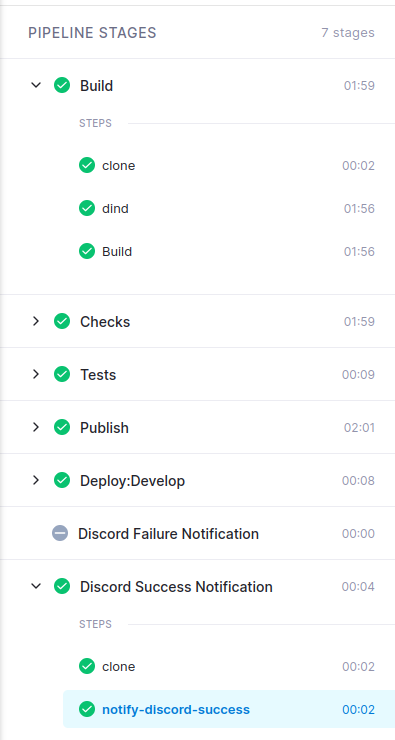 PIPELINE STAGES 7 stages
Build 01:59
STEPS
clone 00:02
dind 01:56
Build 01:56
Checks 01:59
Tests 00:09
Publish 02:01
Deploy:Develop 00:08
Discord Failure Notification 00:00
Discord Success Notification 00:04
STEPS
clone 00:02
notify-discord-success 00:02